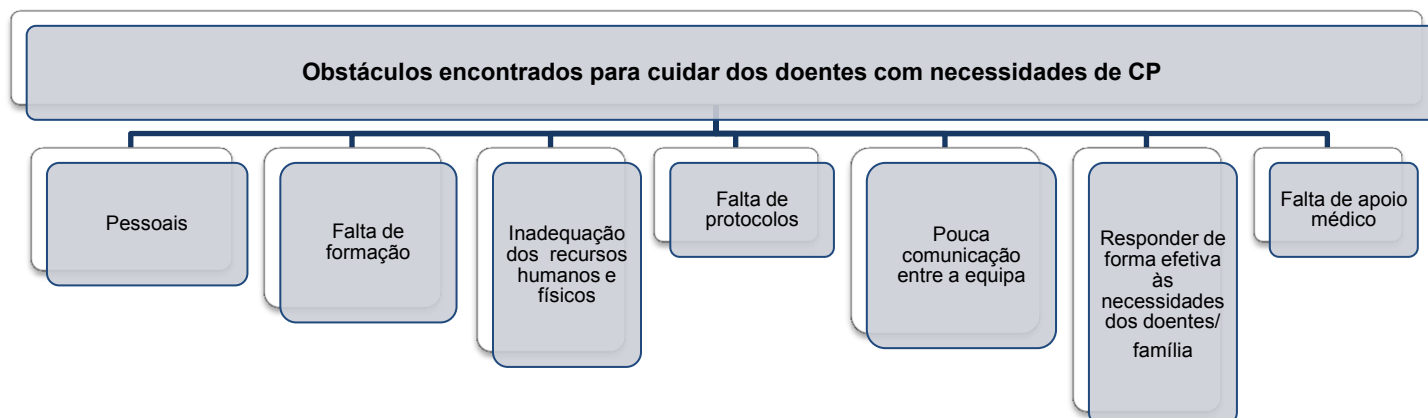 Obstáculos encontrados para cuidar dos doentes com necessidades de CP
Pessoais
Falta de
formação
Inadequação
dos recursos
humanos e
físicos
Falta de
protocolos
Pouca
comunicação
entre a equipa
Responder de
forma efetiva
às
necessidades
dos doentes/
família
Falta de apoio
médico